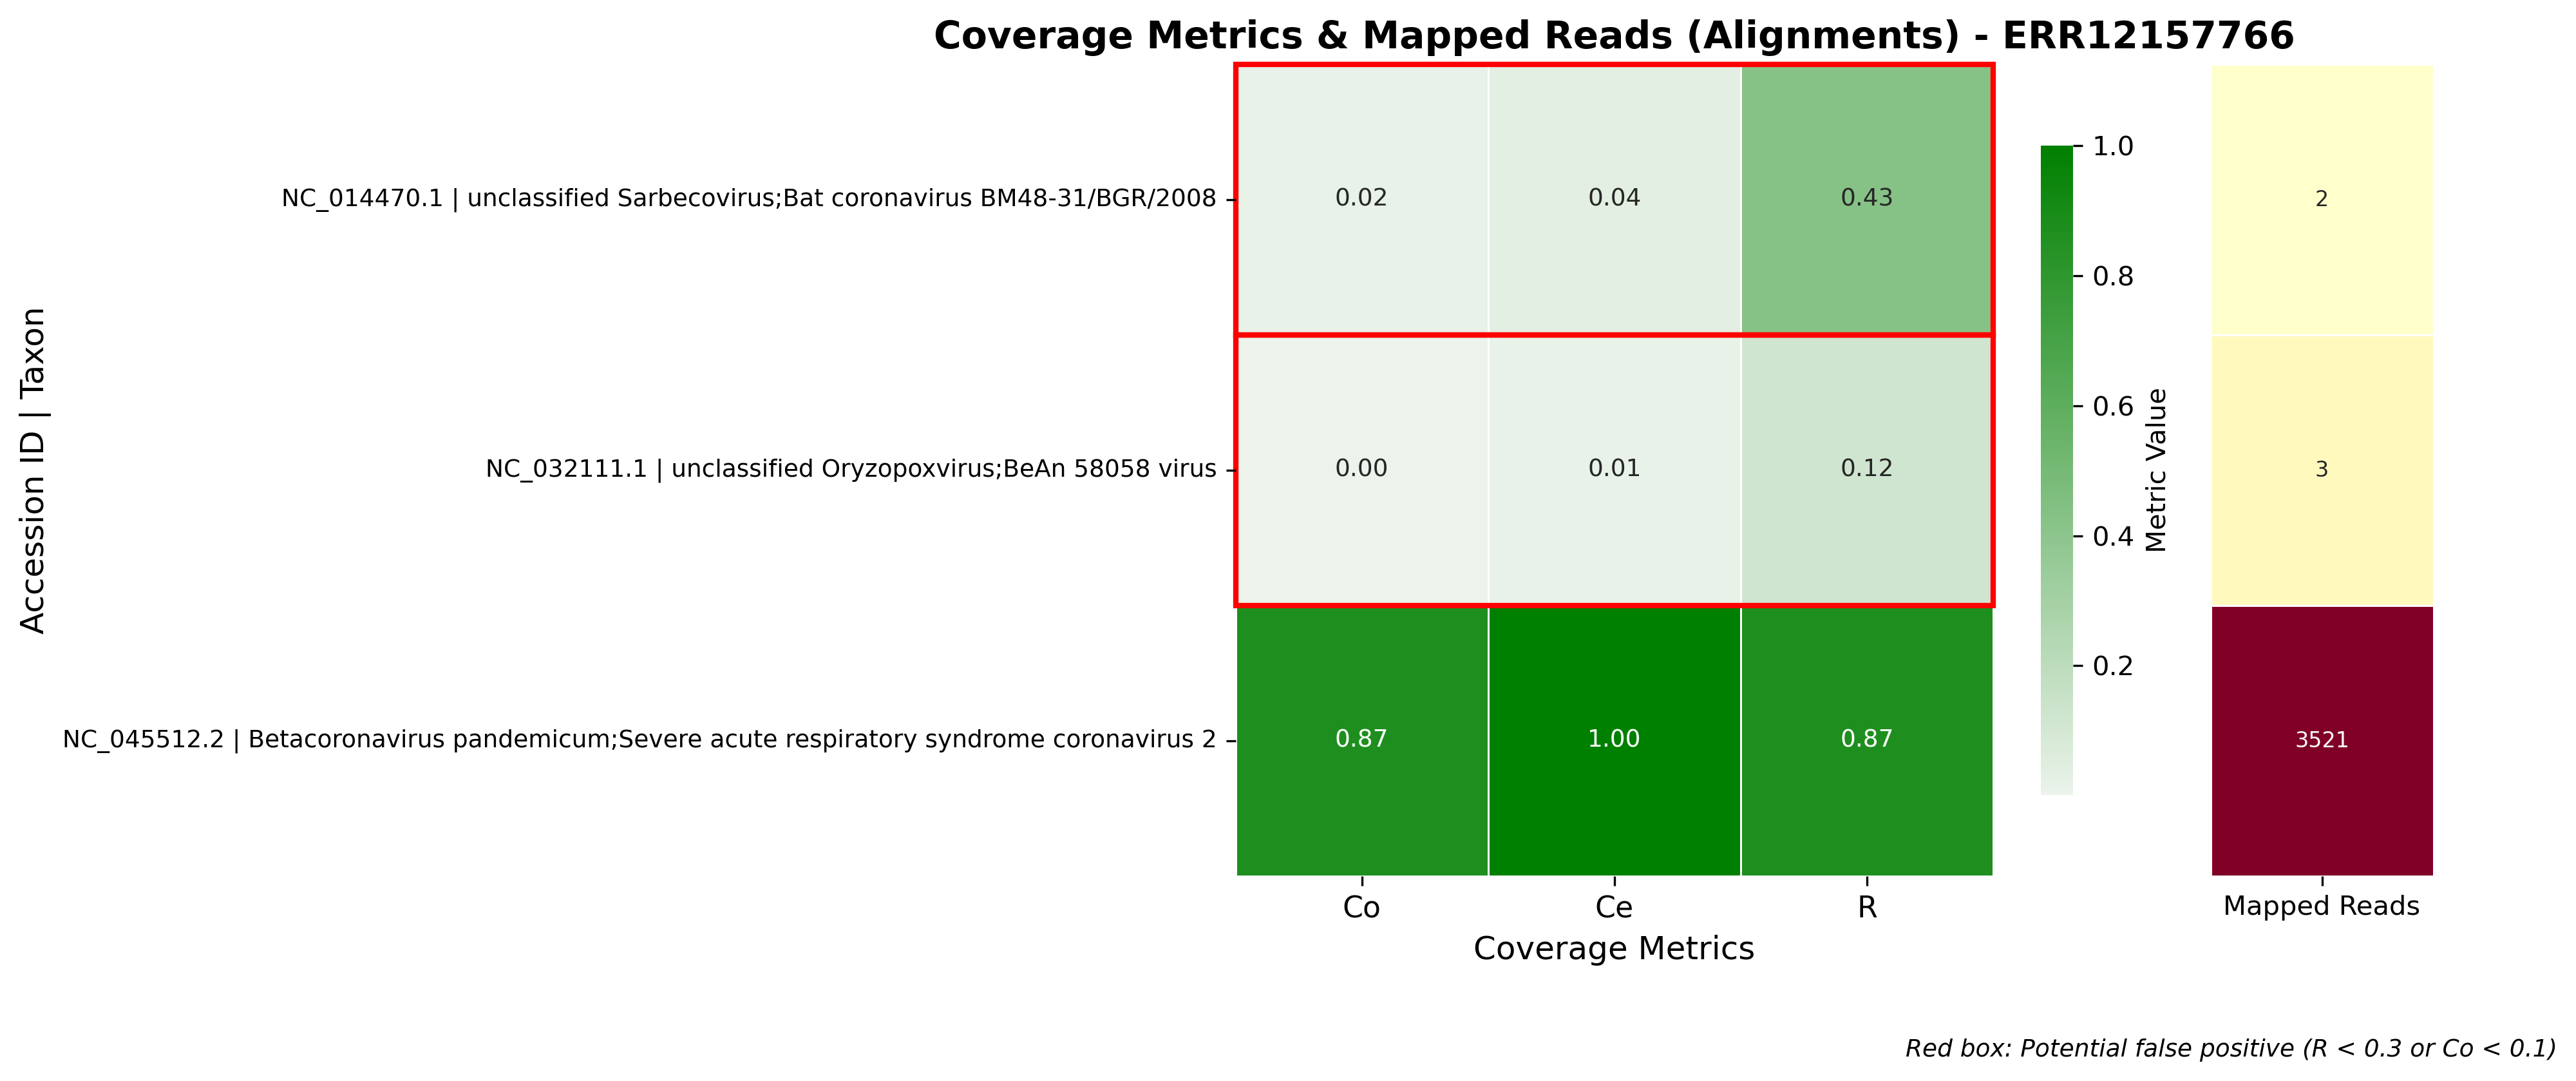 Coverage Metrics & Mapped Reads (Alignments) - ERR12157766
Accession ID | Taxon
NC_014470.1 | unclassified Sarbecovirus;Bat coronavirus BM48-31/BGR/2008
0.02 0.04 0.43
NC_032111.1 | unclassified Oryzopoxvirus;BeAn 58058 virus
0.00 0.01 0.12
NC_045512.2 | Betacoronavirus pandemicum;Severe acute respiratory syndrome coronavirus 2
0.87 1.00 0.87
Co Ce R
Coverage Metrics
1.0
0.8
0.6
0.4
0.2
Metric Value
2
3
3521
Mapped Reads
Red box: Potential false positive (R < 0.3 or Co < 0.1)